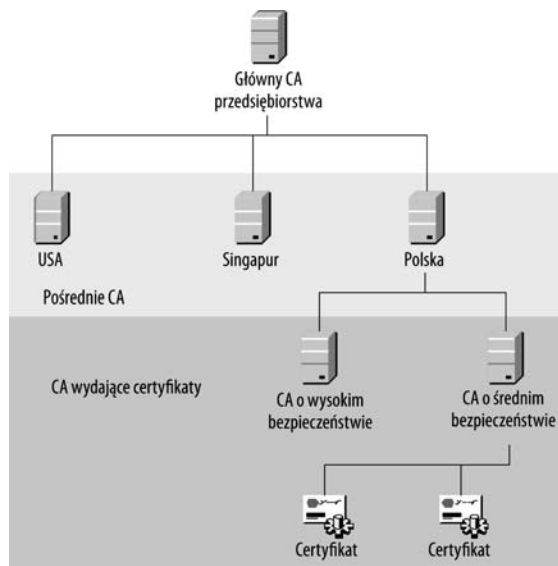 Główny CA
przedsiębiorstwa
USA
Singapur
Polska
Pośrednie CA
CA wydające certyfikaty
CA o wysokim
bezpieczeństwie
CA o średnim
bezpieczeństwie
Certyfikat
Certyfikat